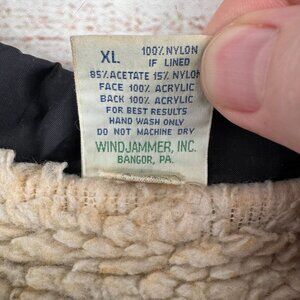 XL 100% NYLON
IF LINED
85% ACETATE 15% NYLON
FACE 100% ACRYLIC
BACK 100% ACRYLIC
FOR BEST RESULTS
HAND WASH ONLY
DO NOT MACHINE DRY
WINDJAMMER, INC.
BANGOR, PA.